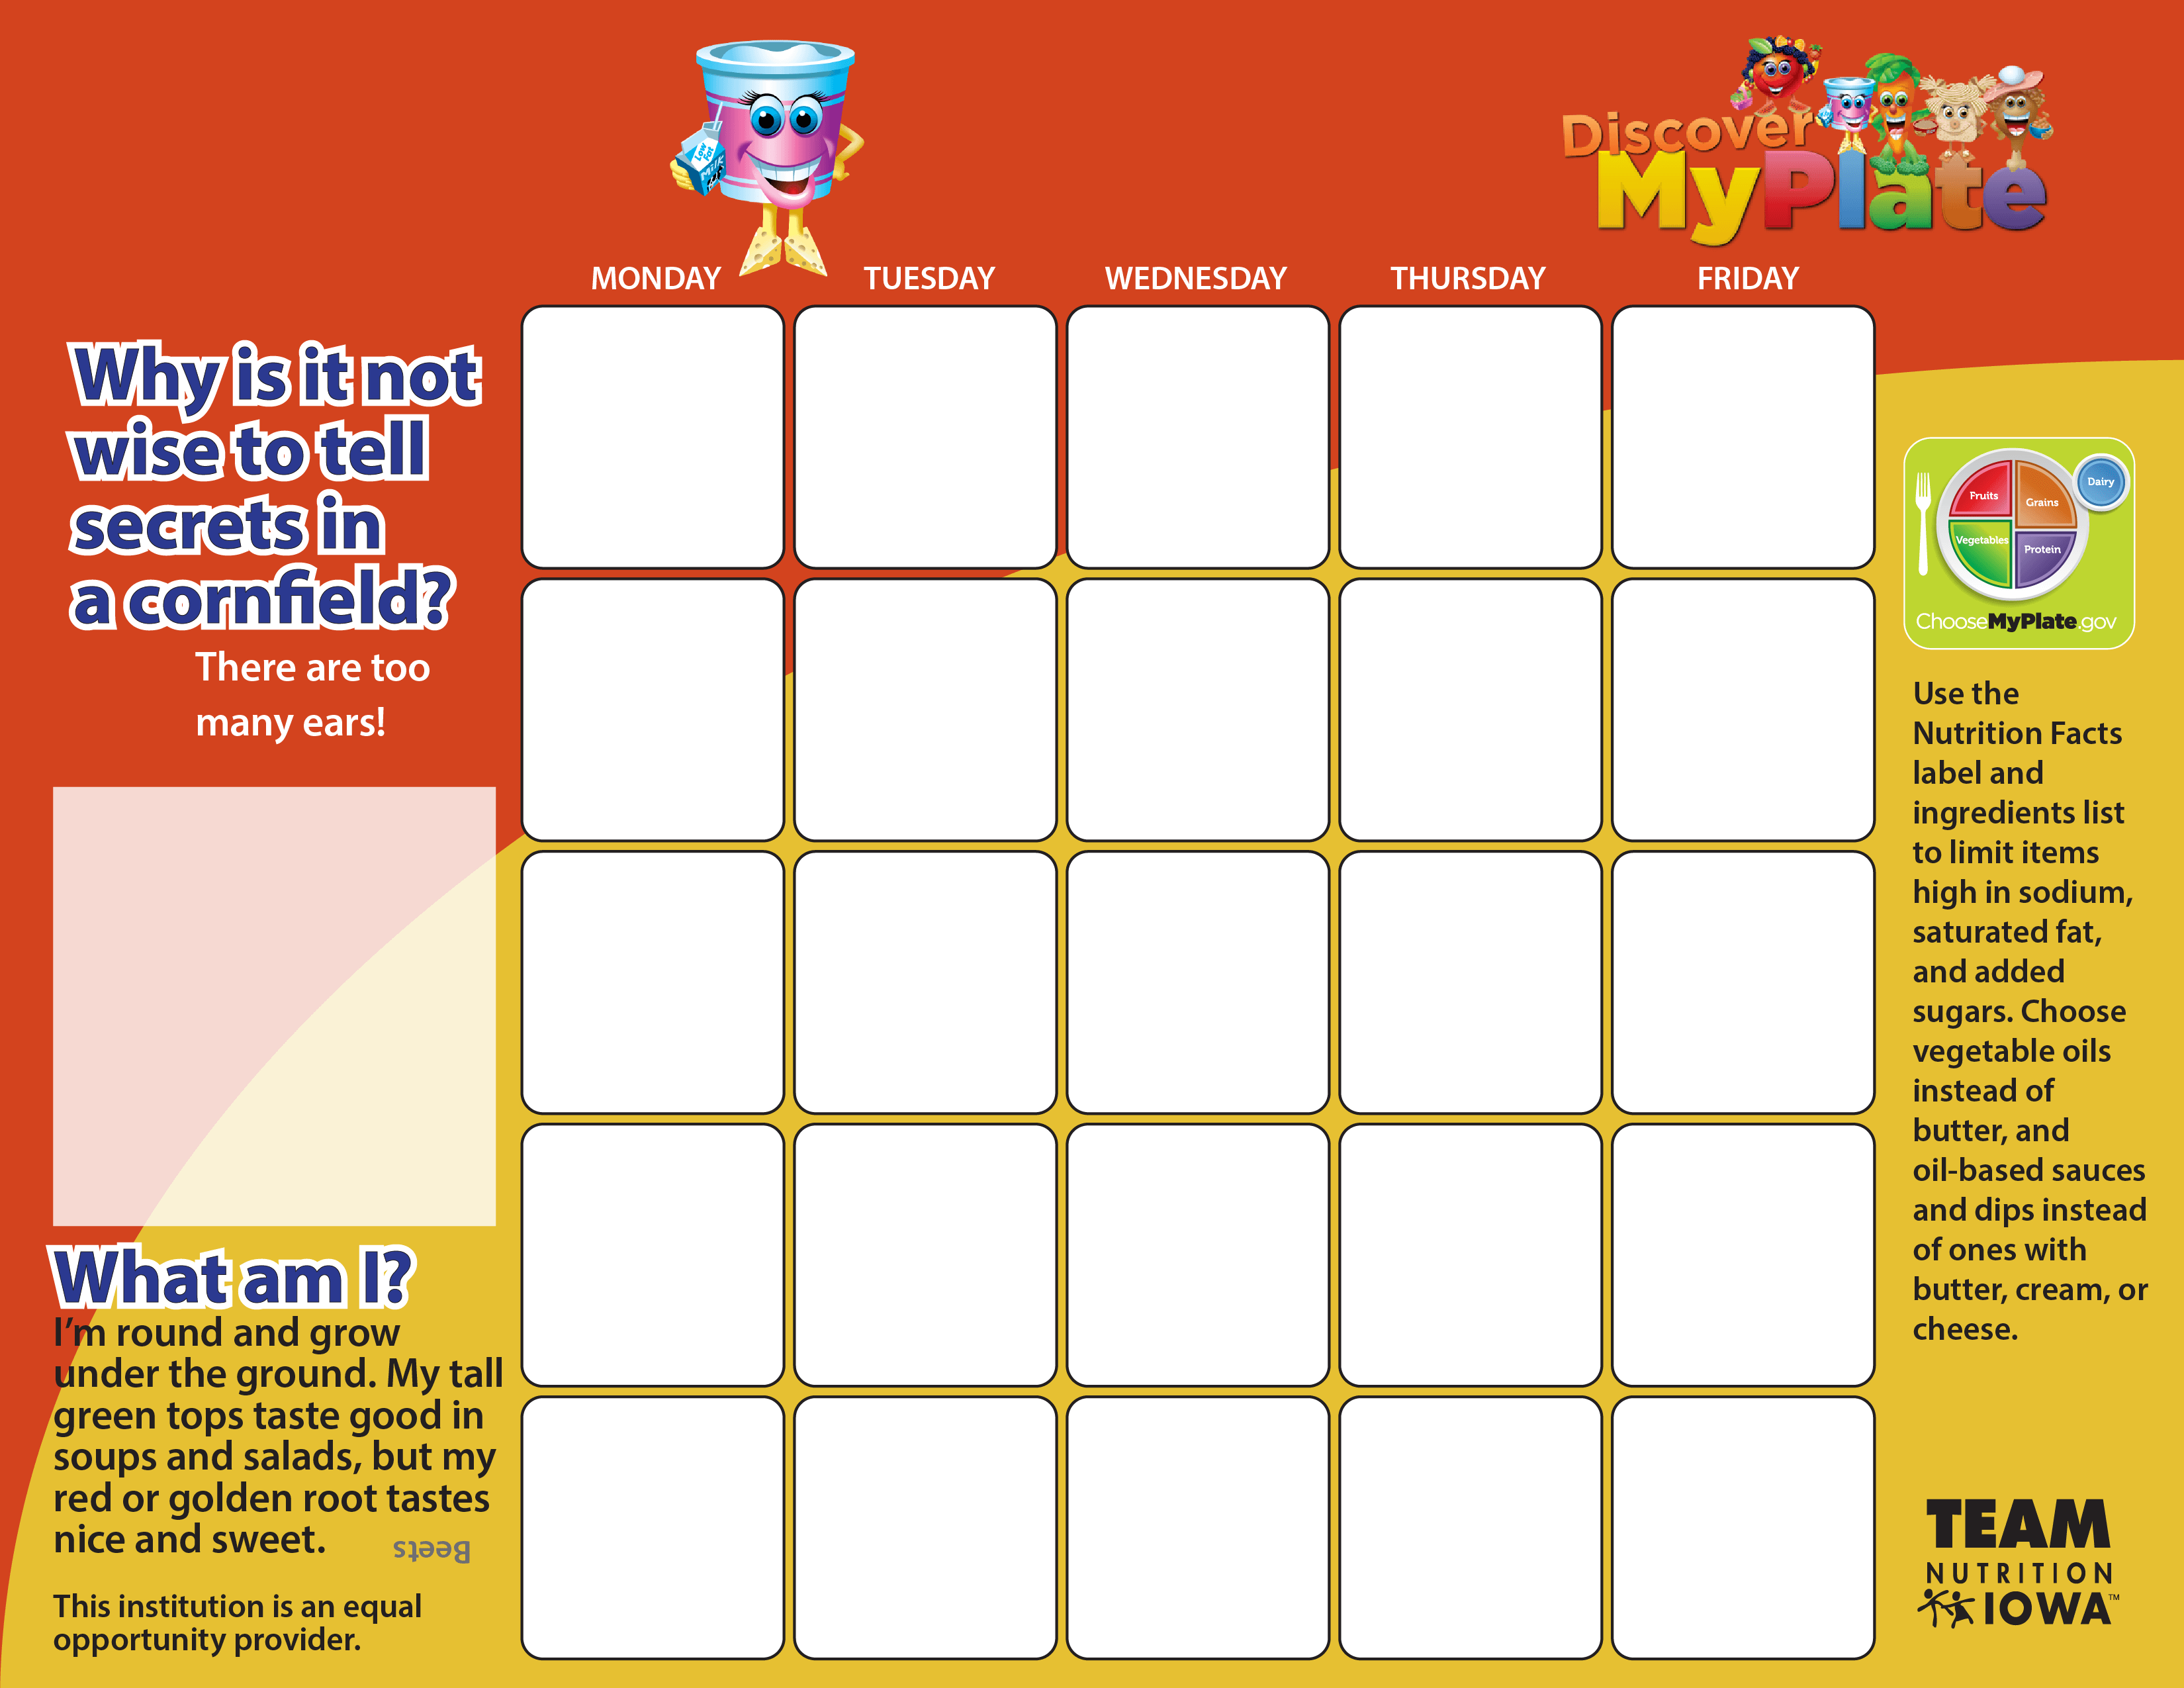 Low
Fat
MILK
Discover
MyPlate
MONDAY TUESDAY WEDNESDAY THURSDAY FRIDAY
Why is it not
wise to tell
secrets in
a cornfield?
There are too
many ears!
What am I?
I'm round and grow
under the ground. My tall
green tops taste good in
soups and salads, but my
red or golden root tastes
nice and sweet.
Beets
This institution is an equal
opportunity provider.
Fruits
Grains
Dairy
Vegetables
Protein
ChooseMyPlate.gov
Use the
Nutrition Facts
label and
ingredients list
to limit items
high in sodium,
saturated fat,
and added
sugars. Choose
vegetable oils
instead of
butter, and
oil-based sauces
and dips instead
of ones with
butter, cream, or
cheese.
TEAM
NUTRITION
IOWA™